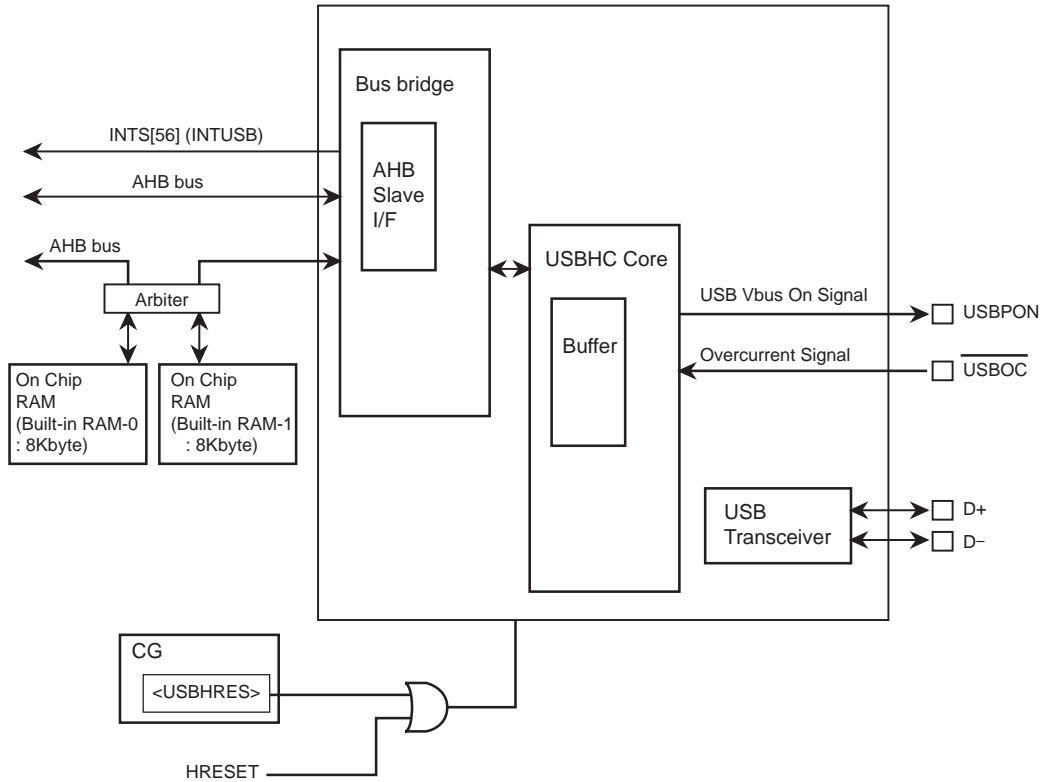 Bus bridge
INTS[56] (INTUSB)
AHB bus
AHB
Slave
I/F
AHB bus
Arbiter
On Chip
RAM
(Built-in RAM-0
: 8Kbyte)
On Chip
RAM
(Built-in RAM-1
: 8Kbyte)
USBHC Core
Buffer
USB Vbus On Signal
USBPON
Overcurrent Signal
USBOC
USB
Transceiver
D+
D−
CG
<USBHRES>
HRESET